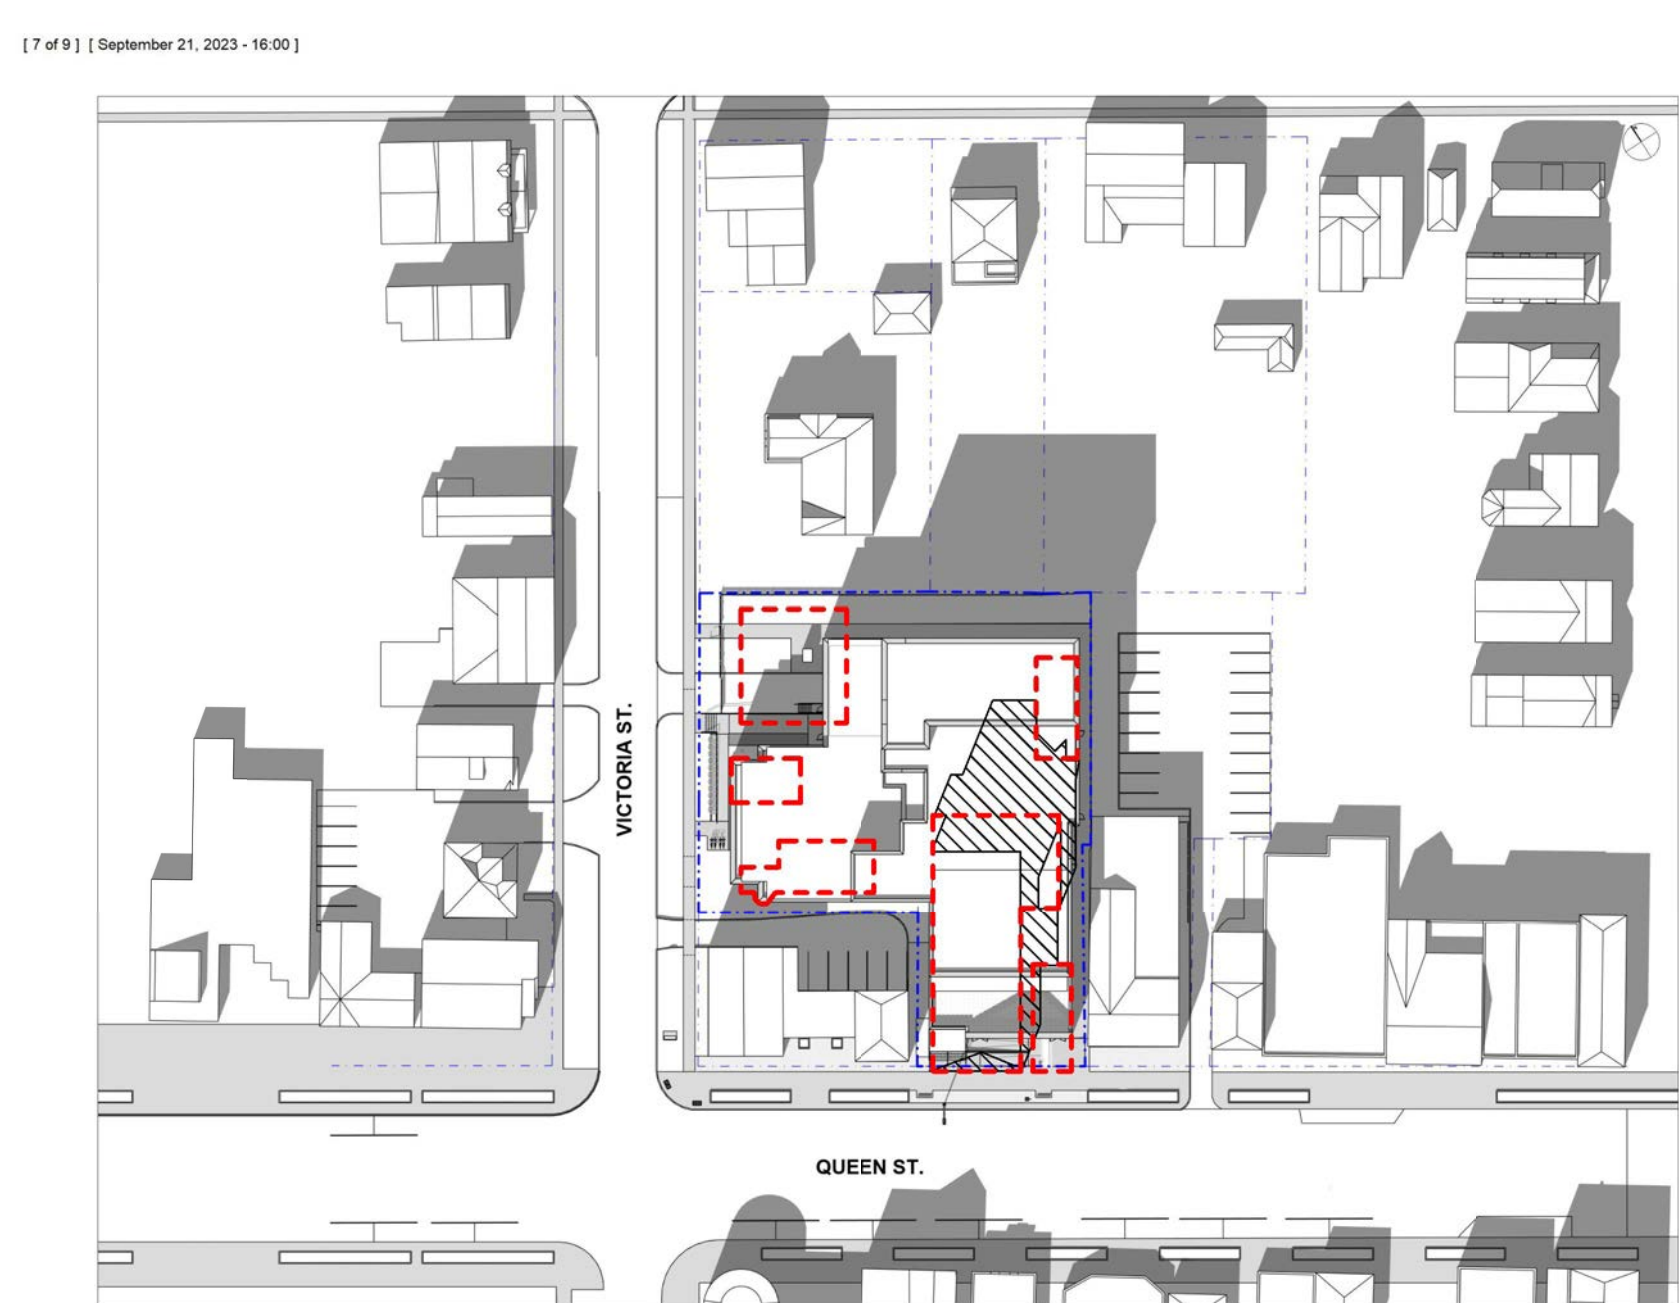 [ 7 of 9 ] [ September 21, 2023 - 16:00 ]
VICTORIA ST.
QUEEN ST.